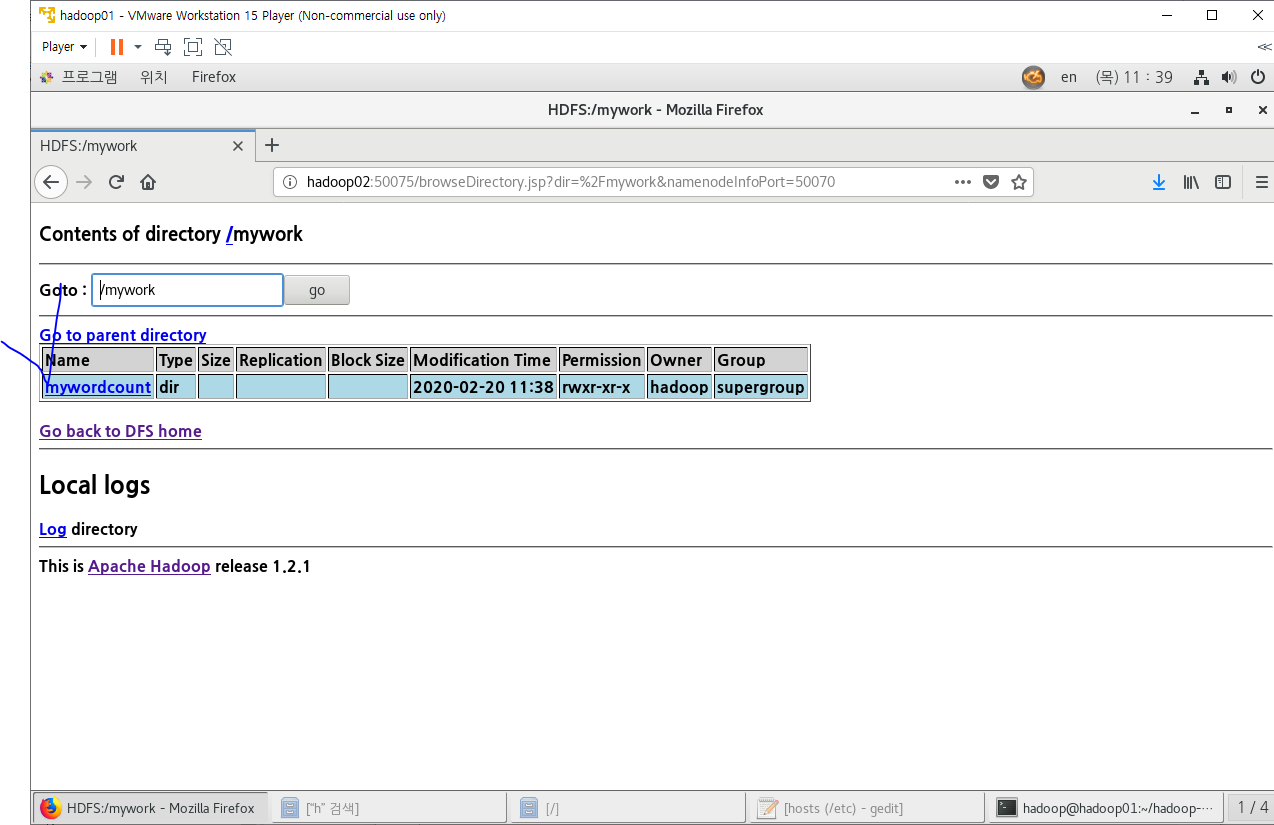 hadoop01 - VMware Workstation 15 Player (Non-commercial use only)
Player
프로그램 위치 Firefox en (목) 11 : 39
HDFS:/mywork - Mozilla Firefox
HDFS:/mywork
hadoop02:50075/browseDirectory.jsp?dir=%2Fmywork&namenodeInfoPort=50070
Contents of directory /mywork
Goto : /mywork go
Go to parent directory
Name Type Size Replication Block Size Modification Time Permission Owner Group
mywordcount dir 2020-02-20 11:38 rwxr-xr-x hadoop supergroup
Go back to DFS home
Local logs
Log directory
This is Apache Hadoop release 1.2.1
HDFS:/mywork - Mozilla Firefox ["h" 검색] [/] [hosts (/etc) - gedit] hadoop@hadoop01:~/hadoop-··· 1 / 4